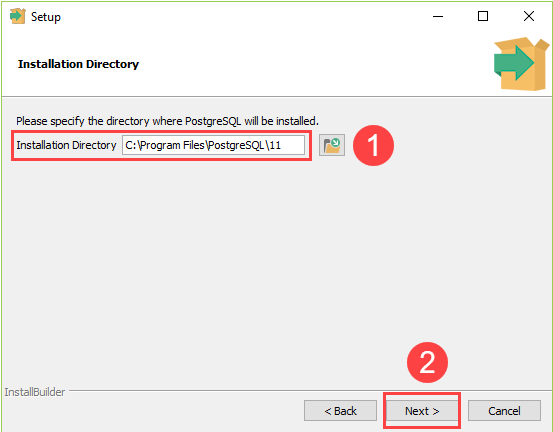 Setup
Installation Directory
Please specify the directory where PostgreSQL will be installed.
Installation Directory C:\Program Files\PostgreSQL\11
1
2
InstallBuilder
< Back Next > Cancel